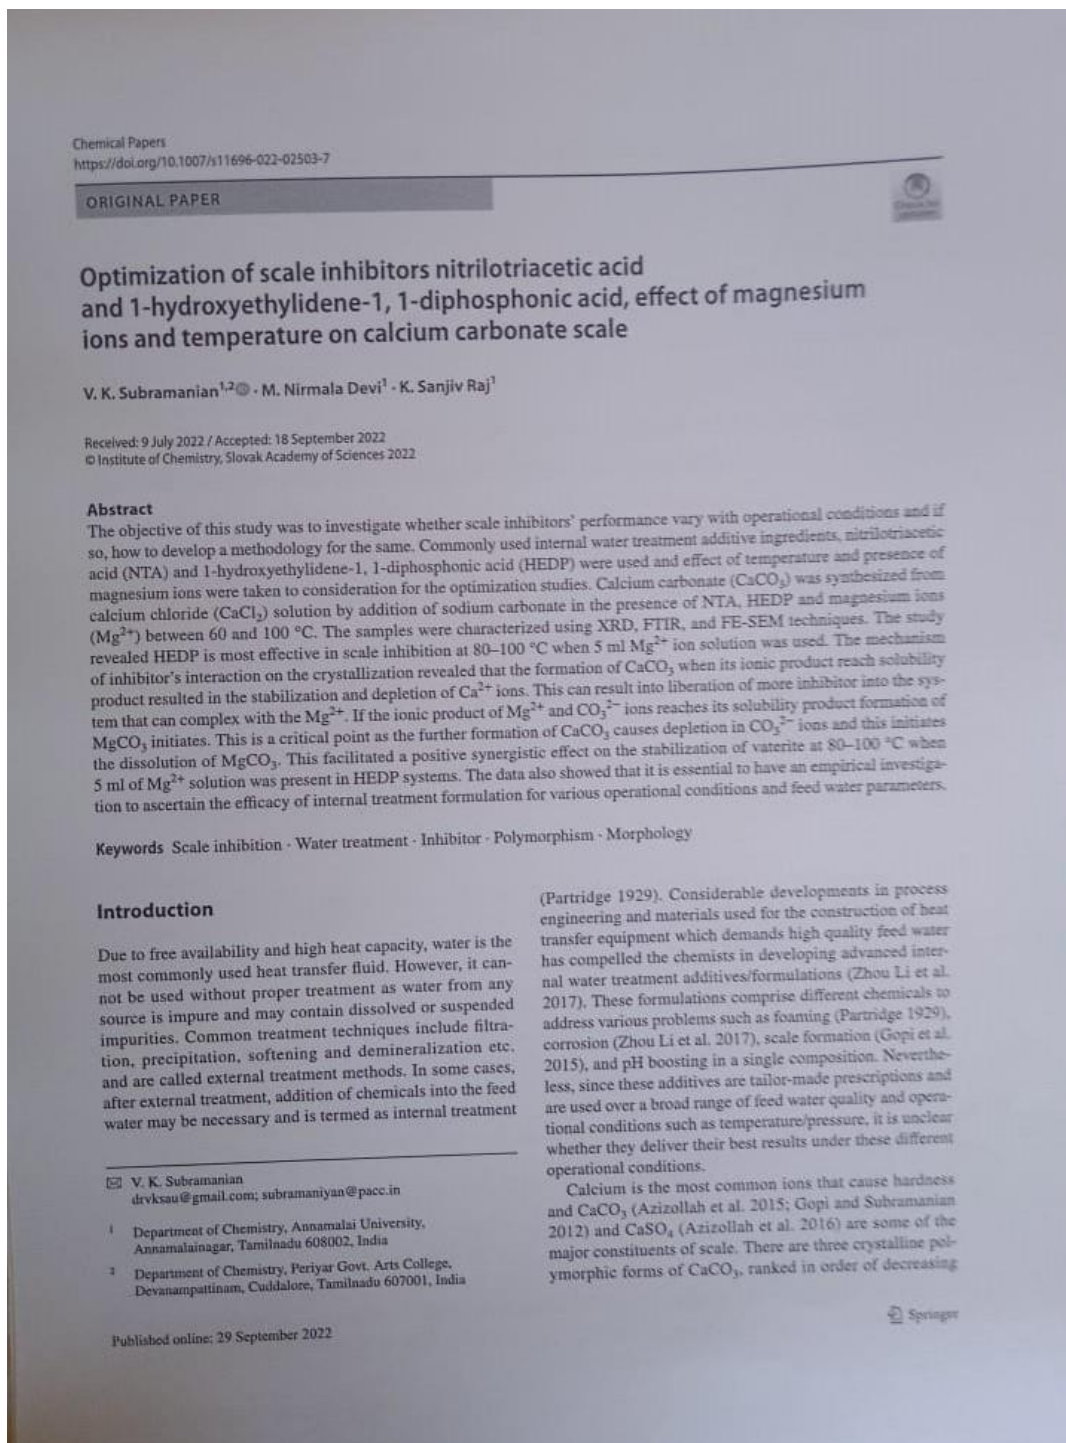 Chemical Papers
https://doi.org/10.1007/s11696-022-02503-7
ORIGINAL PAPER
Optimization of scale inhibitors nitrilotriacetic acid
and 1-hydroxyethylidene-1, 1-diphosphonic acid, effect of magnesium
ions and temperature on calcium carbonate scale
V. K. Subramanian¹,² · M. Nirmala Devi¹ · K. Sanjiv Raj¹
Received: 9 July 2022 / Accepted: 18 September 2022
© Institute of Chemistry, Slovak Academy of Sciences 2022
Abstract
The objective of this study was to investigate whether scale inhibitors' performance vary with operational conditions and if
so, how to develop a methodology for the same. Commonly used internal water treatment additive ingredients, nitrilotriacetic
acid (NTA) and 1-hydroxyethylidene-1, 1-diphosphonic acid (HEDP) were used and effect of temperature and presence of
magnesium ions were taken to consideration for the optimization studies. Calcium carbonate (CaCO₃) was synthesized from
calcium chloride (CaCl₂) solution by addition of sodium carbonate in the presence of NTA, HEDP and magnesium ions
(Mg²⁺) between 60 and 100 °C. The samples were characterized using XRD, FTIR, and FE-SEM techniques. The study
revealed HEDP is most effective in scale inhibition at 80–100 °C when 5 ml Mg²⁺ ion solution was used. The mechanism
of inhibitor's interaction on the crystallization revealed that the formation of CaCO₃ when its ionic product reach solubility
product resulted in the stabilization and depletion of Ca²⁺ ions. This can result into liberation of more inhibitor into the sys-
tem that can complex with the Mg²⁺. If the ionic product of Mg²⁺ and CO₃²⁻ ions reaches its solubility product formation of
MgCO₃ initiates. This is a critical point as the further formation of CaCO₃ causes depletion in CO₃²⁻ ions and this initiates
the dissolution of MgCO₃. This facilitated a positive synergistic effect on the stabilization of vaterite at 80–100 °C when
5 ml of Mg²⁺ solution was present in HEDP systems. The data also showed that it is essential to have an empirical investiga-
tion to ascertain the efficacy of internal treatment formulation for various operational conditions and feed water parameters.
Keywords Scale inhibition · Water treatment · Inhibitor · Polymorphism · Morphology
Introduction
Due to free availability and high heat capacity, water is the
most commonly used heat transfer fluid. However, it can-
not be used without proper treatment as water from any
source is impure and may contain dissolved or suspended
impurities. Common treatment techniques include filtra-
tion, precipitation, softening and demineralization etc.
and are called external treatment methods. In some cases,
after external treatment, addition of chemicals into the feed
water may be necessary and is termed as internal treatment
(Partridge 1929). Considerable developments in process
engineering and materials used for the construction of heat
transfer equipment which demands high quality feed water
has compelled the chemists in developing advanced inter-
nal water treatment additives/formulations (Zhou Li et al.
2017). These formulations comprise different chemicals to
address various problems such as foaming (Partridge 1929),
corrosion (Zhou Li et al. 2017), scale formation (Gopi et al.
2015), and pH boosting in a single composition. Neverthe-
less, since these additives are tailor-made prescriptions and
are used over a broad range of feed water quality and opera-
tional conditions such as temperature/pressure, it is unclear
whether they deliver their best results under these different
operational conditions.
Calcium is the most common ions that cause hardness
and CaCO₃ (Azizollah et al. 2015; Gopi and Subramanian
2012) and CaSO₄ (Azizollah et al. 2016) are some of the
major constituents of scale. There are three crystalline pol-
ymorphic forms of CaCO₃, ranked in order of decreasing
✉ V. K. Subramanian
drvksau@gmail.com; subramaniyan@pacc.in
1 Department of Chemistry, Annamalai University,
Annamalainagar, Tamilnadu 608002, India
2 Department of Chemistry, Periyar Govt. Arts College,
Devanampattinam, Cuddalore, Tamilnadu 607001, India
Published online: 29 September 2022
Springer